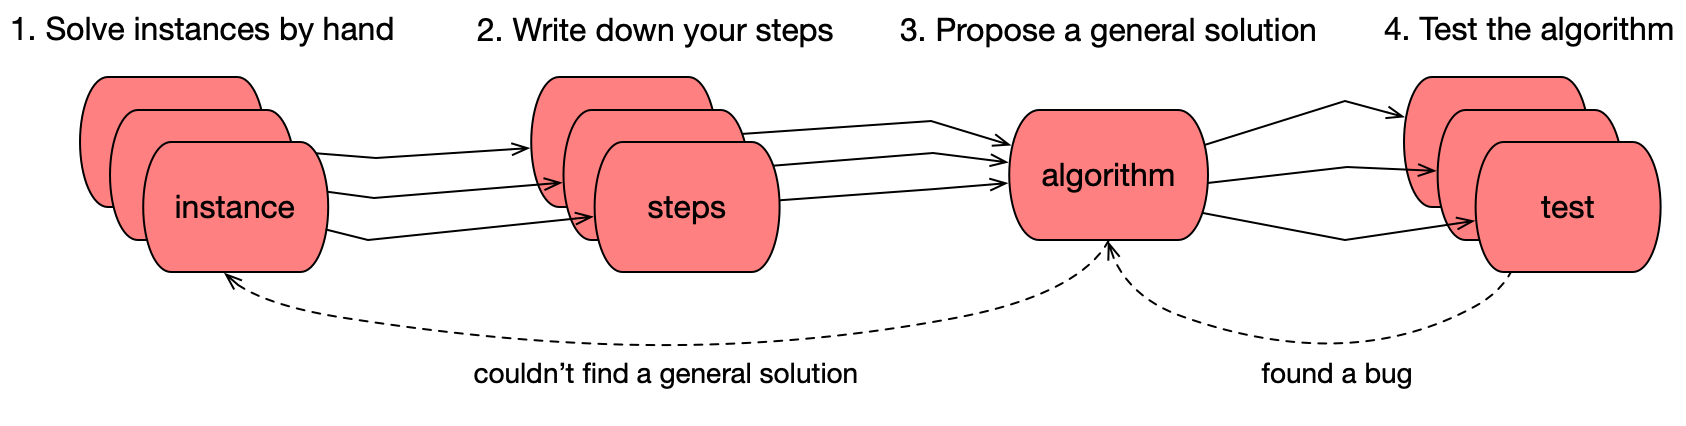 1. Solve instances by hand
2. Write down your steps
3. Propose a general solution
4. Test the algorithm
instance
steps
algorithm
test
couldn’t find a general solution
found a bug